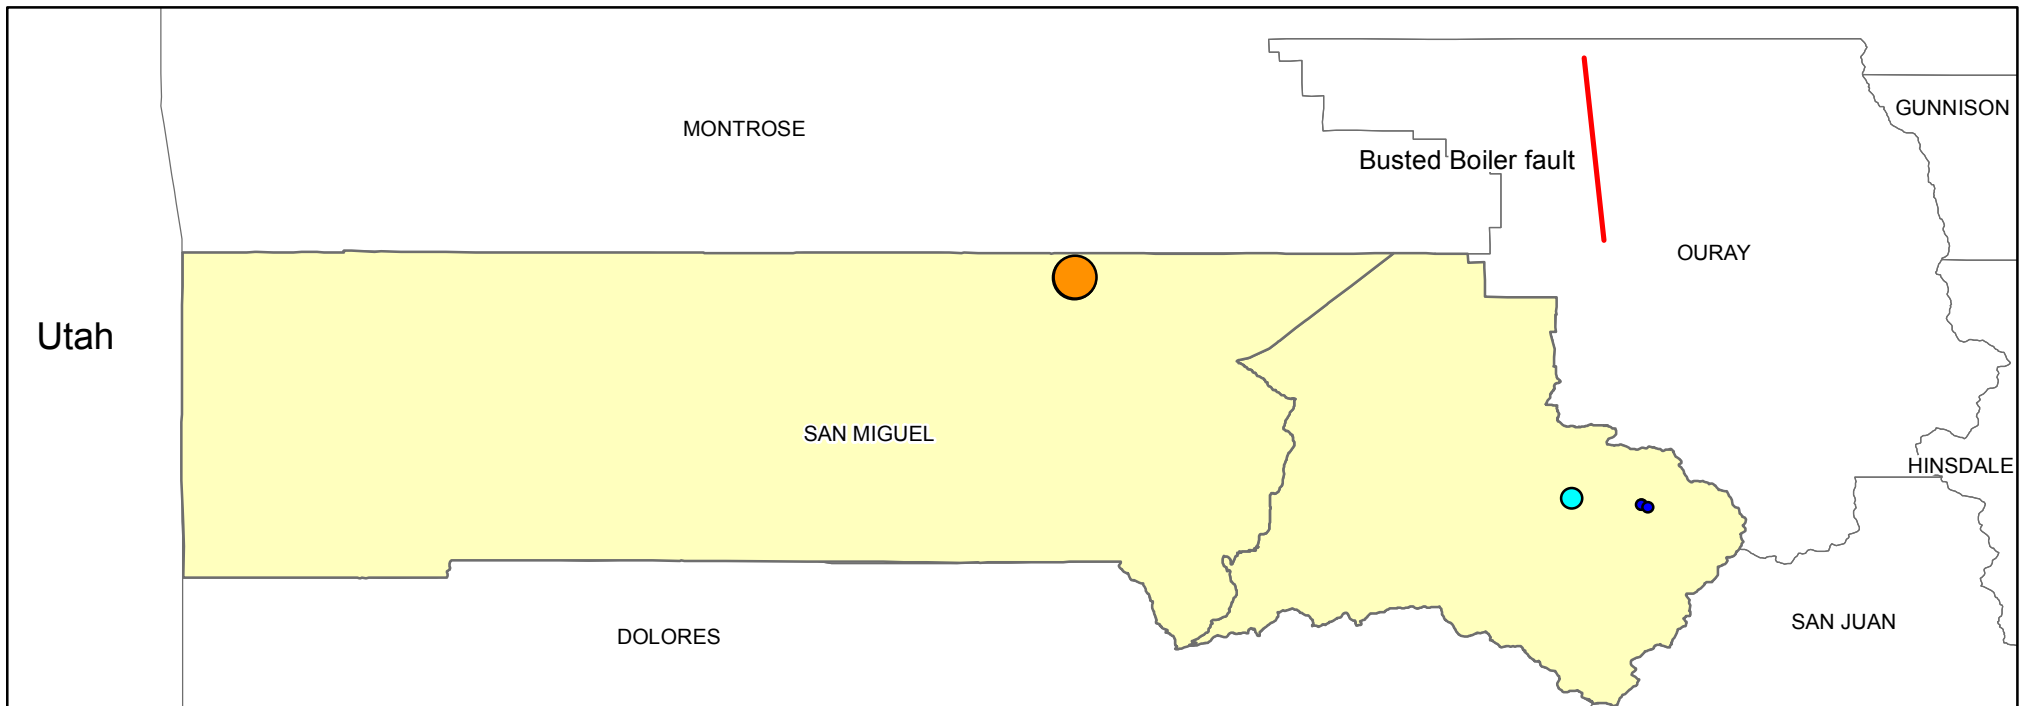 GUNNISON
MONTROSE
Busted Boiler fault
OURAY
Utah
SAN MIGUEL
HINSDALE
SAN JUAN
DOLORES